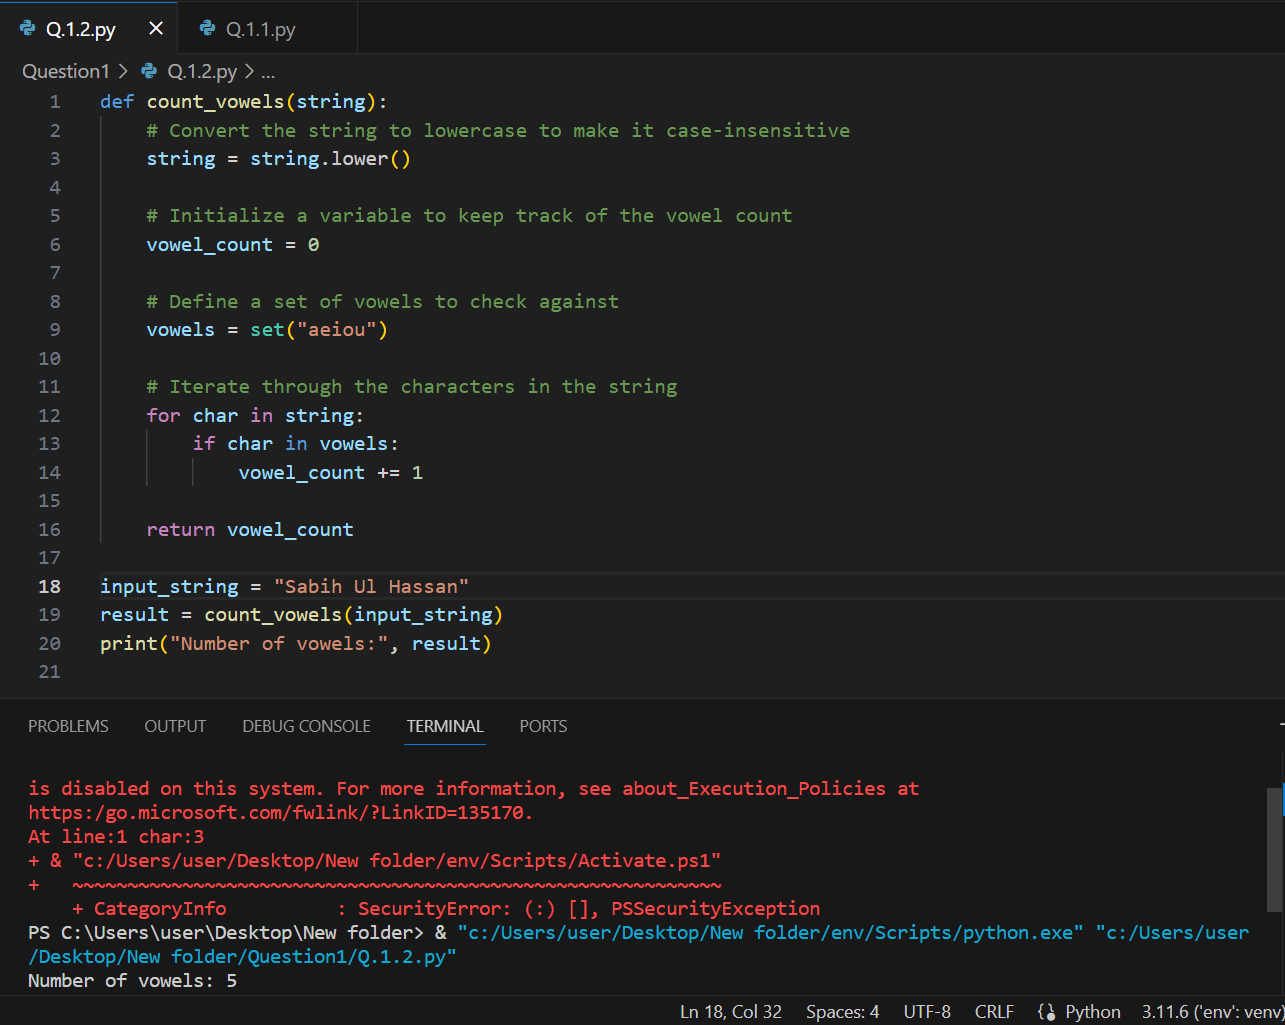 Q.1.2.py Q.1.1.py
Question1 > Q.1.2.py > ...
1 def count_vowels(string):
2     # Convert the string to lowercase to make it case-insensitive
3     string = string.lower()
4
5     # Initialize a variable to keep track of the vowel count
6     vowel_count = 0
7
8     # Define a set of vowels to check against
9     vowels = set("aeiou")
10
11     # Iterate through the characters in the string
12     for char in string:
13         if char in vowels:
14             vowel_count += 1
15
16     return vowel_count
17
18 input_string = "Sabih Ul Hassan"
19 result = count_vowels(input_string)
20 print("Number of vowels:", result)
21
PROBLEMS OUTPUT DEBUG CONSOLE TERMINAL PORTS
is disabled on this system. For more information, see about_Execution_Policies at
https:/go.microsoft.com/fwlink/?LinkID=135170.
At line:1 char:3
+ & "c:/Users/user/Desktop/New folder/env/Scripts/Activate.ps1"
+   ~~~~~~~~~~~~~~~~~~~~~~~~~~~~~~~~~~~~~~~~~~~~~~~~~~~~~~~~~~~
    + CategoryInfo          : SecurityError: (:) [], PSSecurityException
PS C:\Users\user\Desktop\New folder> & "c:/Users/user/Desktop/New folder/env/Scripts/python.exe" "c:/Users/user
/Desktop/New folder/Question1/Q.1.2.py"
Number of vowels: 5
Ln 18, Col 32 Spaces: 4 UTF-8 CRLF Python 3.11.6 ('env': venv)